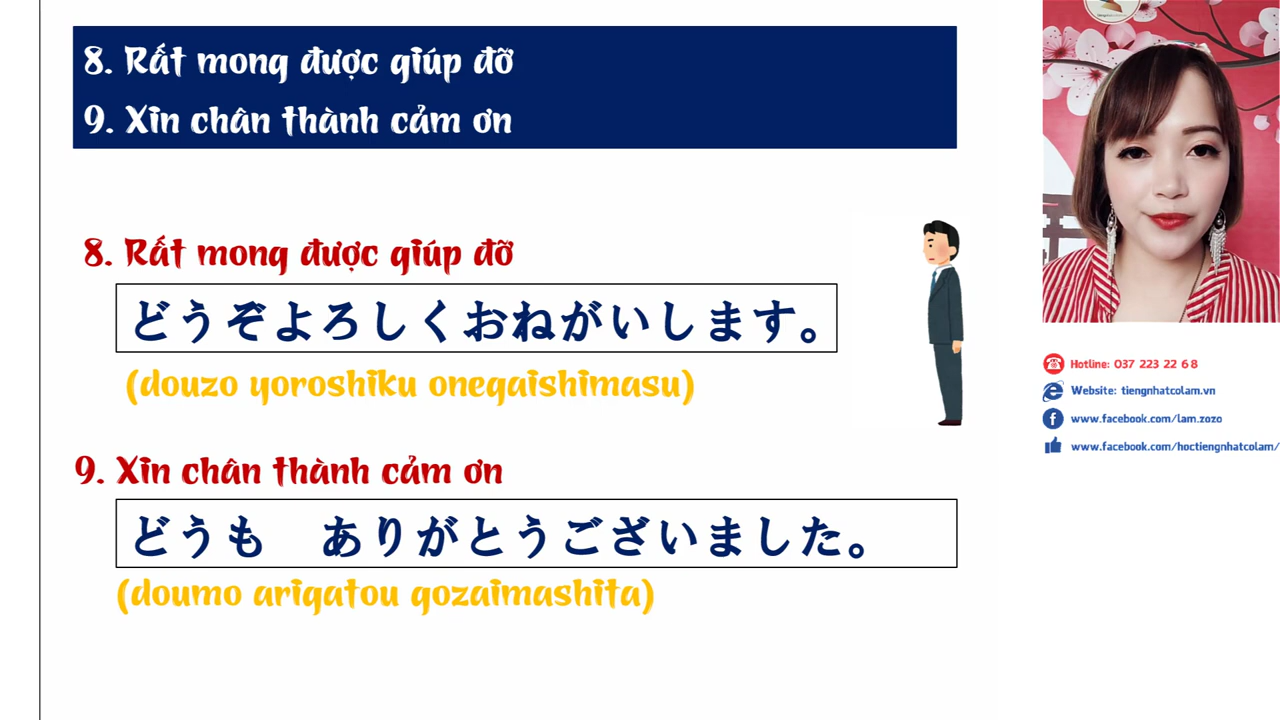 8. Rất mong được giúp đỡ
9. Xin chân thành cảm ơn
8. Rất mong được giúp đỡ
どうぞよろしくおねがいします。
(douzo yoroshiku onegaishimasu)
9. Xin chân thành cảm ơn
どうも　ありがとうございました。
(doumo arigatou gozaimashita)
Hotline: 037 223 22 68
Website: tiengnhatcolam.vn
www.facebook.com/lam.zozo
www.facebook.com/hoctiengnhatcolam/